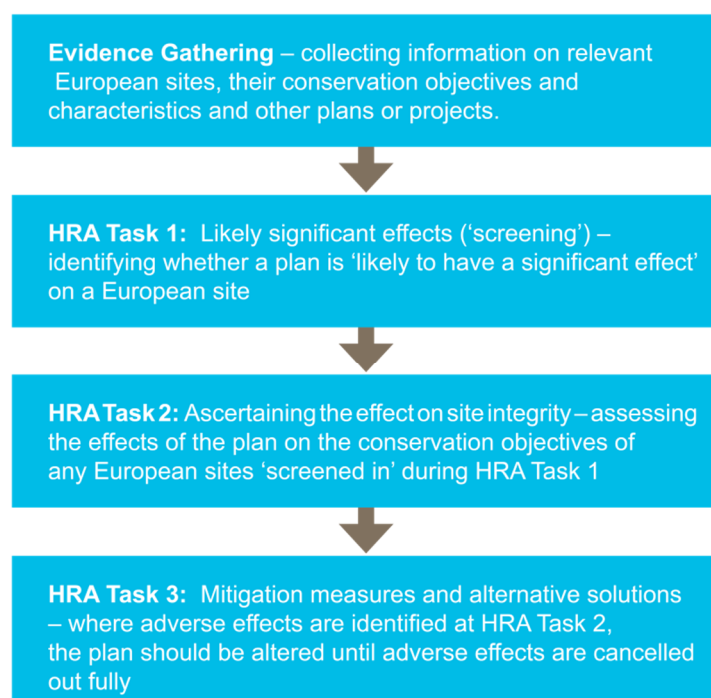 Evidence Gathering – collecting information on relevant
European sites, their conservation objectives and
characteristics and other plans or projects.
HRA Task 1: Likely significant effects (‘screening’) –
identifying whether a plan is ‘likely to have a significant effect’
on a European site
HRA Task 2: Ascertaining the effect on site integrity – assessing
the effects of the plan on the conservation objectives of
any European sites ‘screened in’ during HRA Task 1
HRA Task 3: Mitigation measures and alternative solutions
– where adverse effects are identified at HRA Task 2,
the plan should be altered until adverse effects are cancelled
out fully